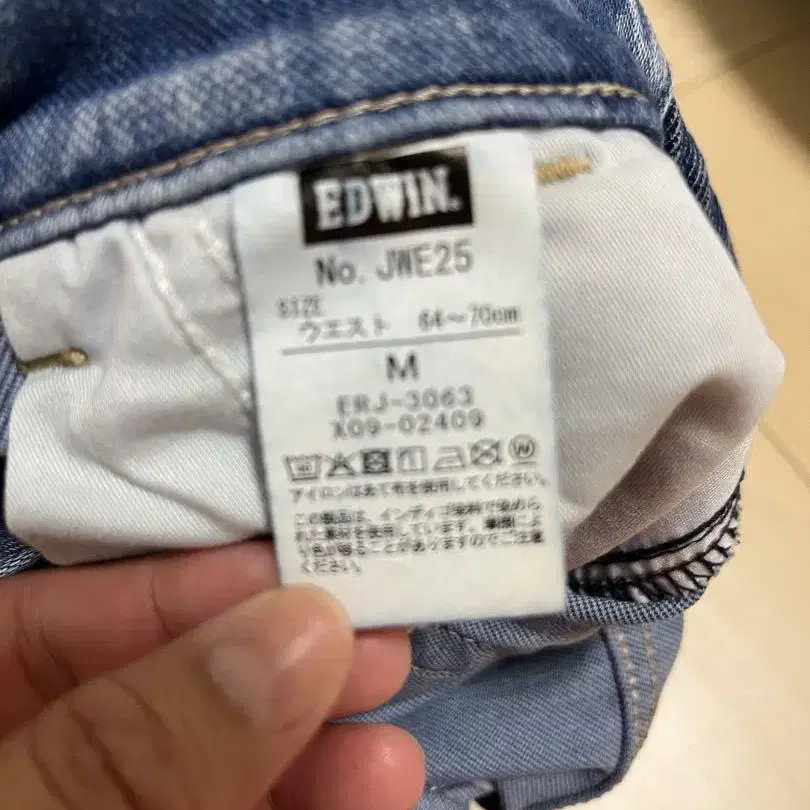 EDWIN.
No. JWE25
SIZE
ウエスト 64～70cm
M
ERJ-3063
X09-02409
W
アイロンはあて布を使用してください。
この製品は、インディゴ染料で染めら
れた素材を使用しています。摩擦によ
り色が移ることがありますのでご注意
ください。